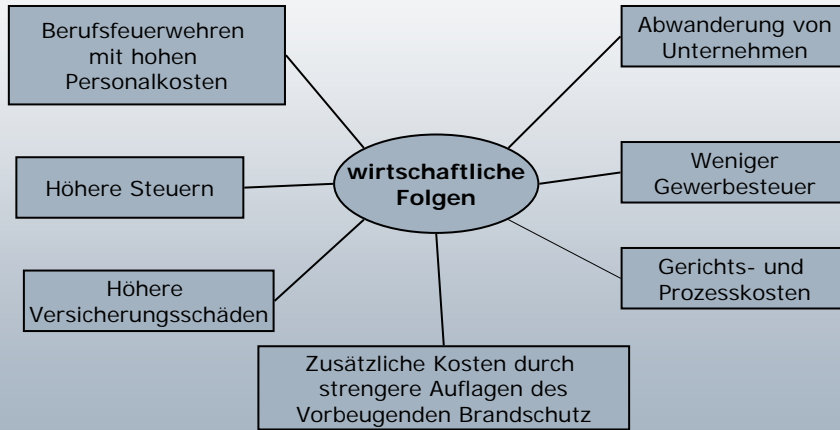 Berufsfeuerwehren
mit hohen
Personalkosten
Abwanderung von
Unternehmen
wirtschaftliche
Folgen
Höhere Steuern
Weniger
Gewerbesteuer
Höhere
Versicherungsschäden
Gerichts- und
Prozesskosten
Zusätzliche Kosten durch
strengere Auflagen des
Vorbeugenden Brandschutz